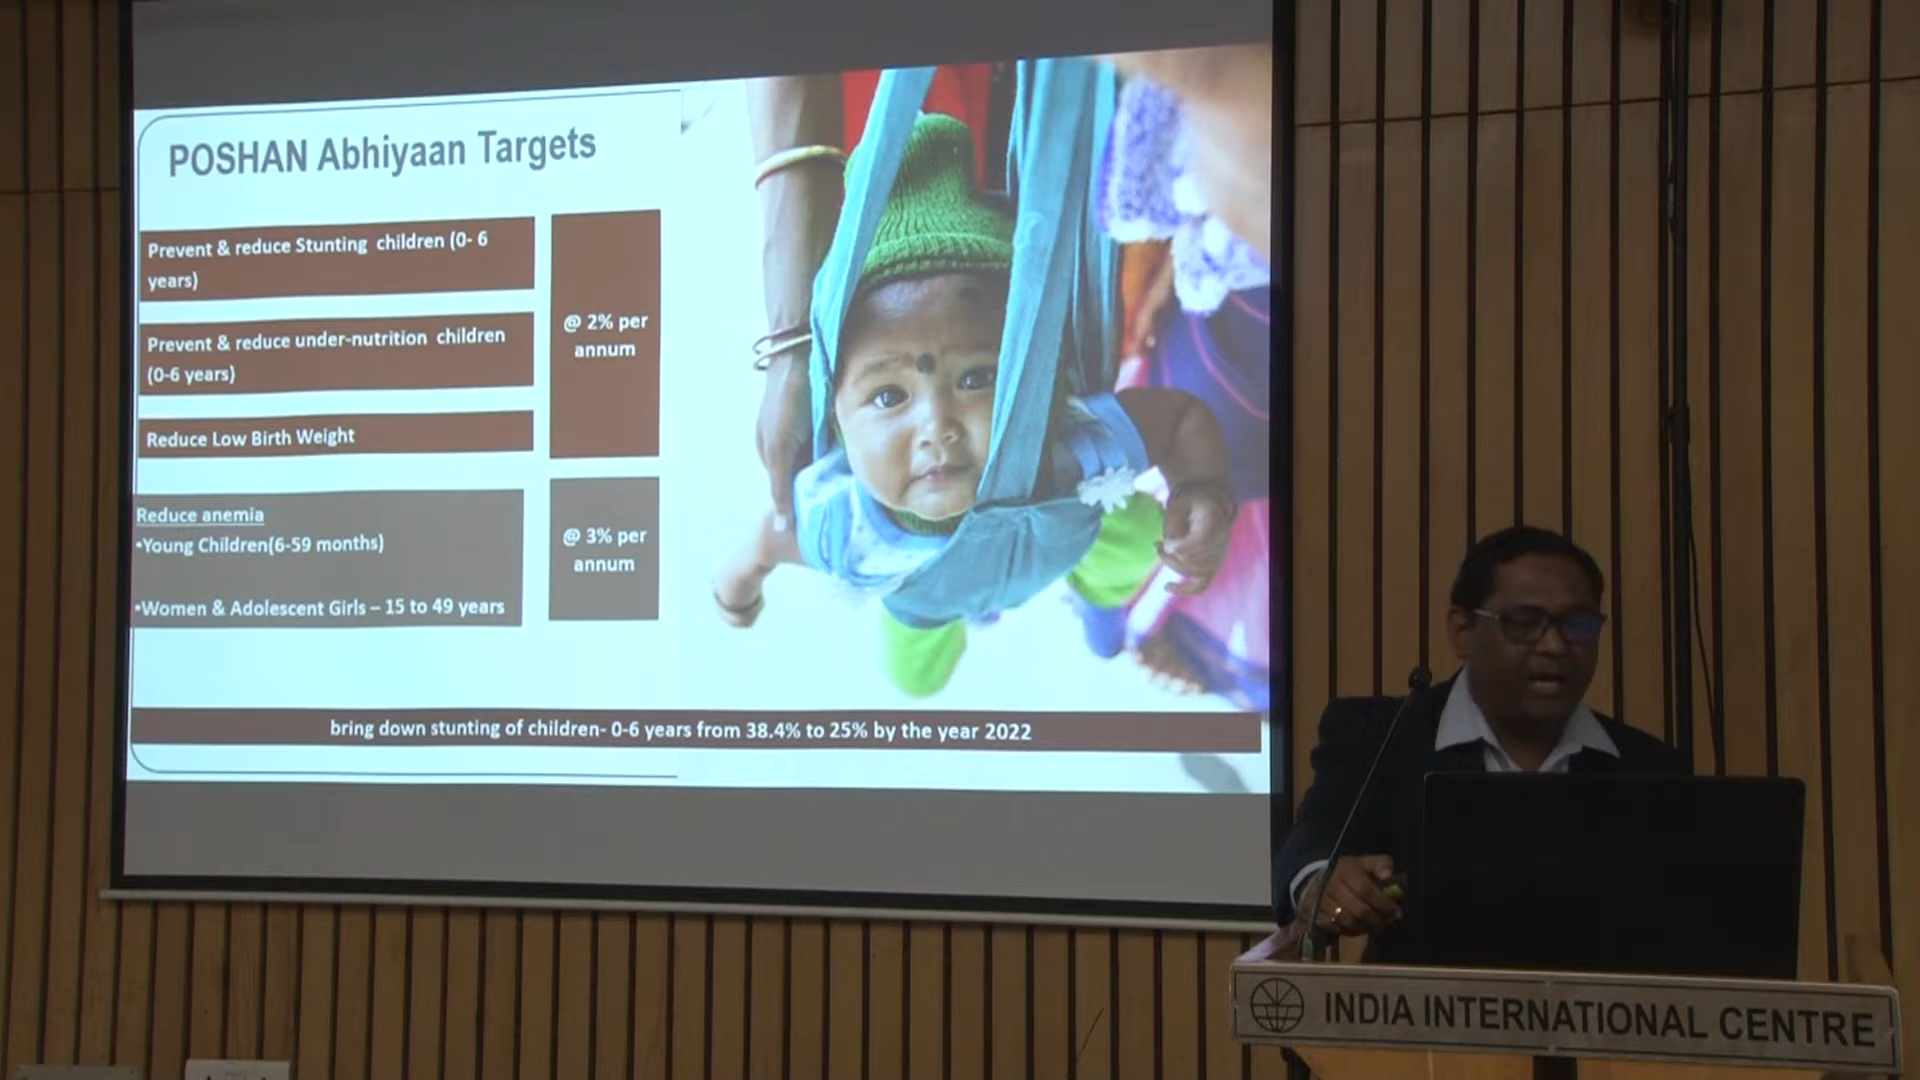 POSHAN Abhiyaan Targets
Prevent & reduce Stunting children (0- 6
years)
Prevent & reduce under-nutrition children
(0-6 years)
Reduce Low Birth Weight
@ 2% per
annum
Reduce anemia
•Young Children(6-59 months)
•Women & Adolescent Girls – 15 to 49 years
@ 3% per
annum
bring down stunting of children- 0-6 years from 38.4% to 25% by the year 2022
INDIA INTERNATIONAL CENTRE